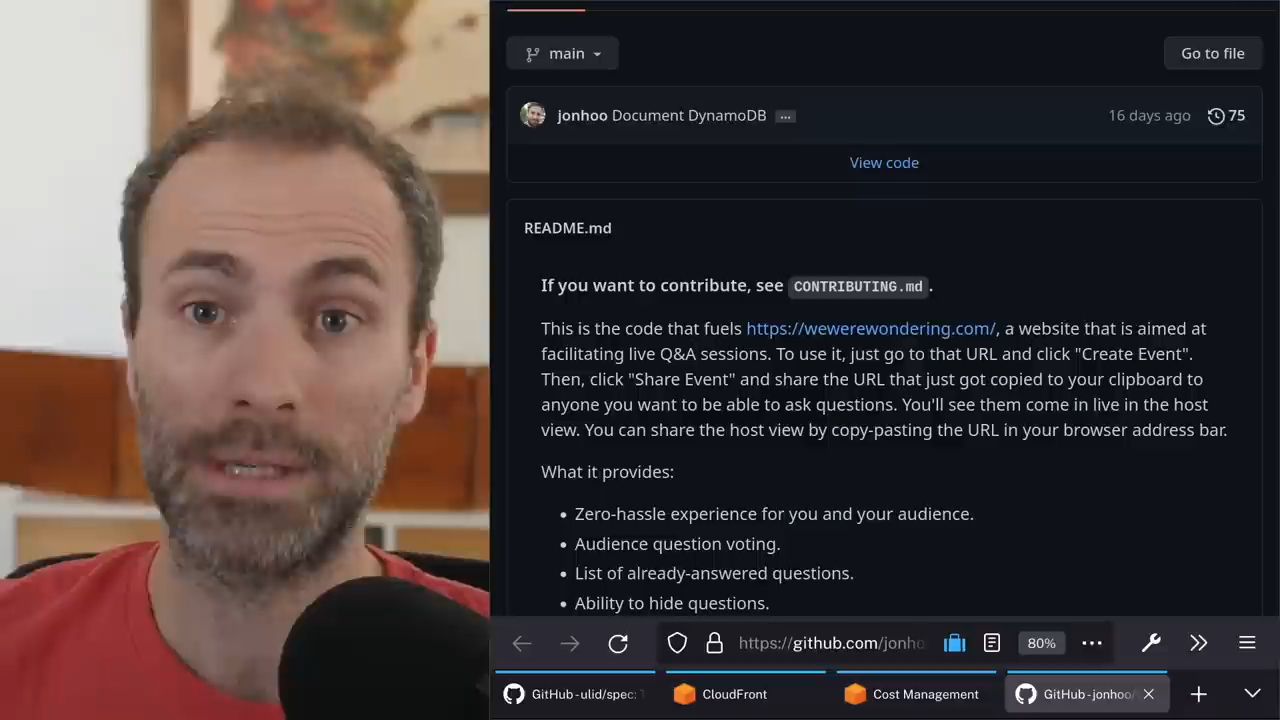 main
Go to file
jonhoo Document DynamoDB ...
16 days ago
75
View code
README.md
If you want to contribute, see CONTRIBUTING.md.
This is the code that fuels https://wewerewondering.com/, a website that is aimed at
facilitating live Q&A sessions. To use it, just go to that URL and click "Create Event".
Then, click "Share Event" and share the URL that just got copied to your clipboard to
anyone you want to be able to ask questions. You'll see them come in live in the host
view. You can share the host view by copy-pasting the URL in your browser address bar.
What it provides:
• Zero-hassle experience for you and your audience.
• Audience question voting.
• List of already-answered questions.
• Ability to hide questions.
https://github.com/jonho
80%
GitHub - ulid/spec: T
CloudFront
Cost Management
GitHub - jonhoo/